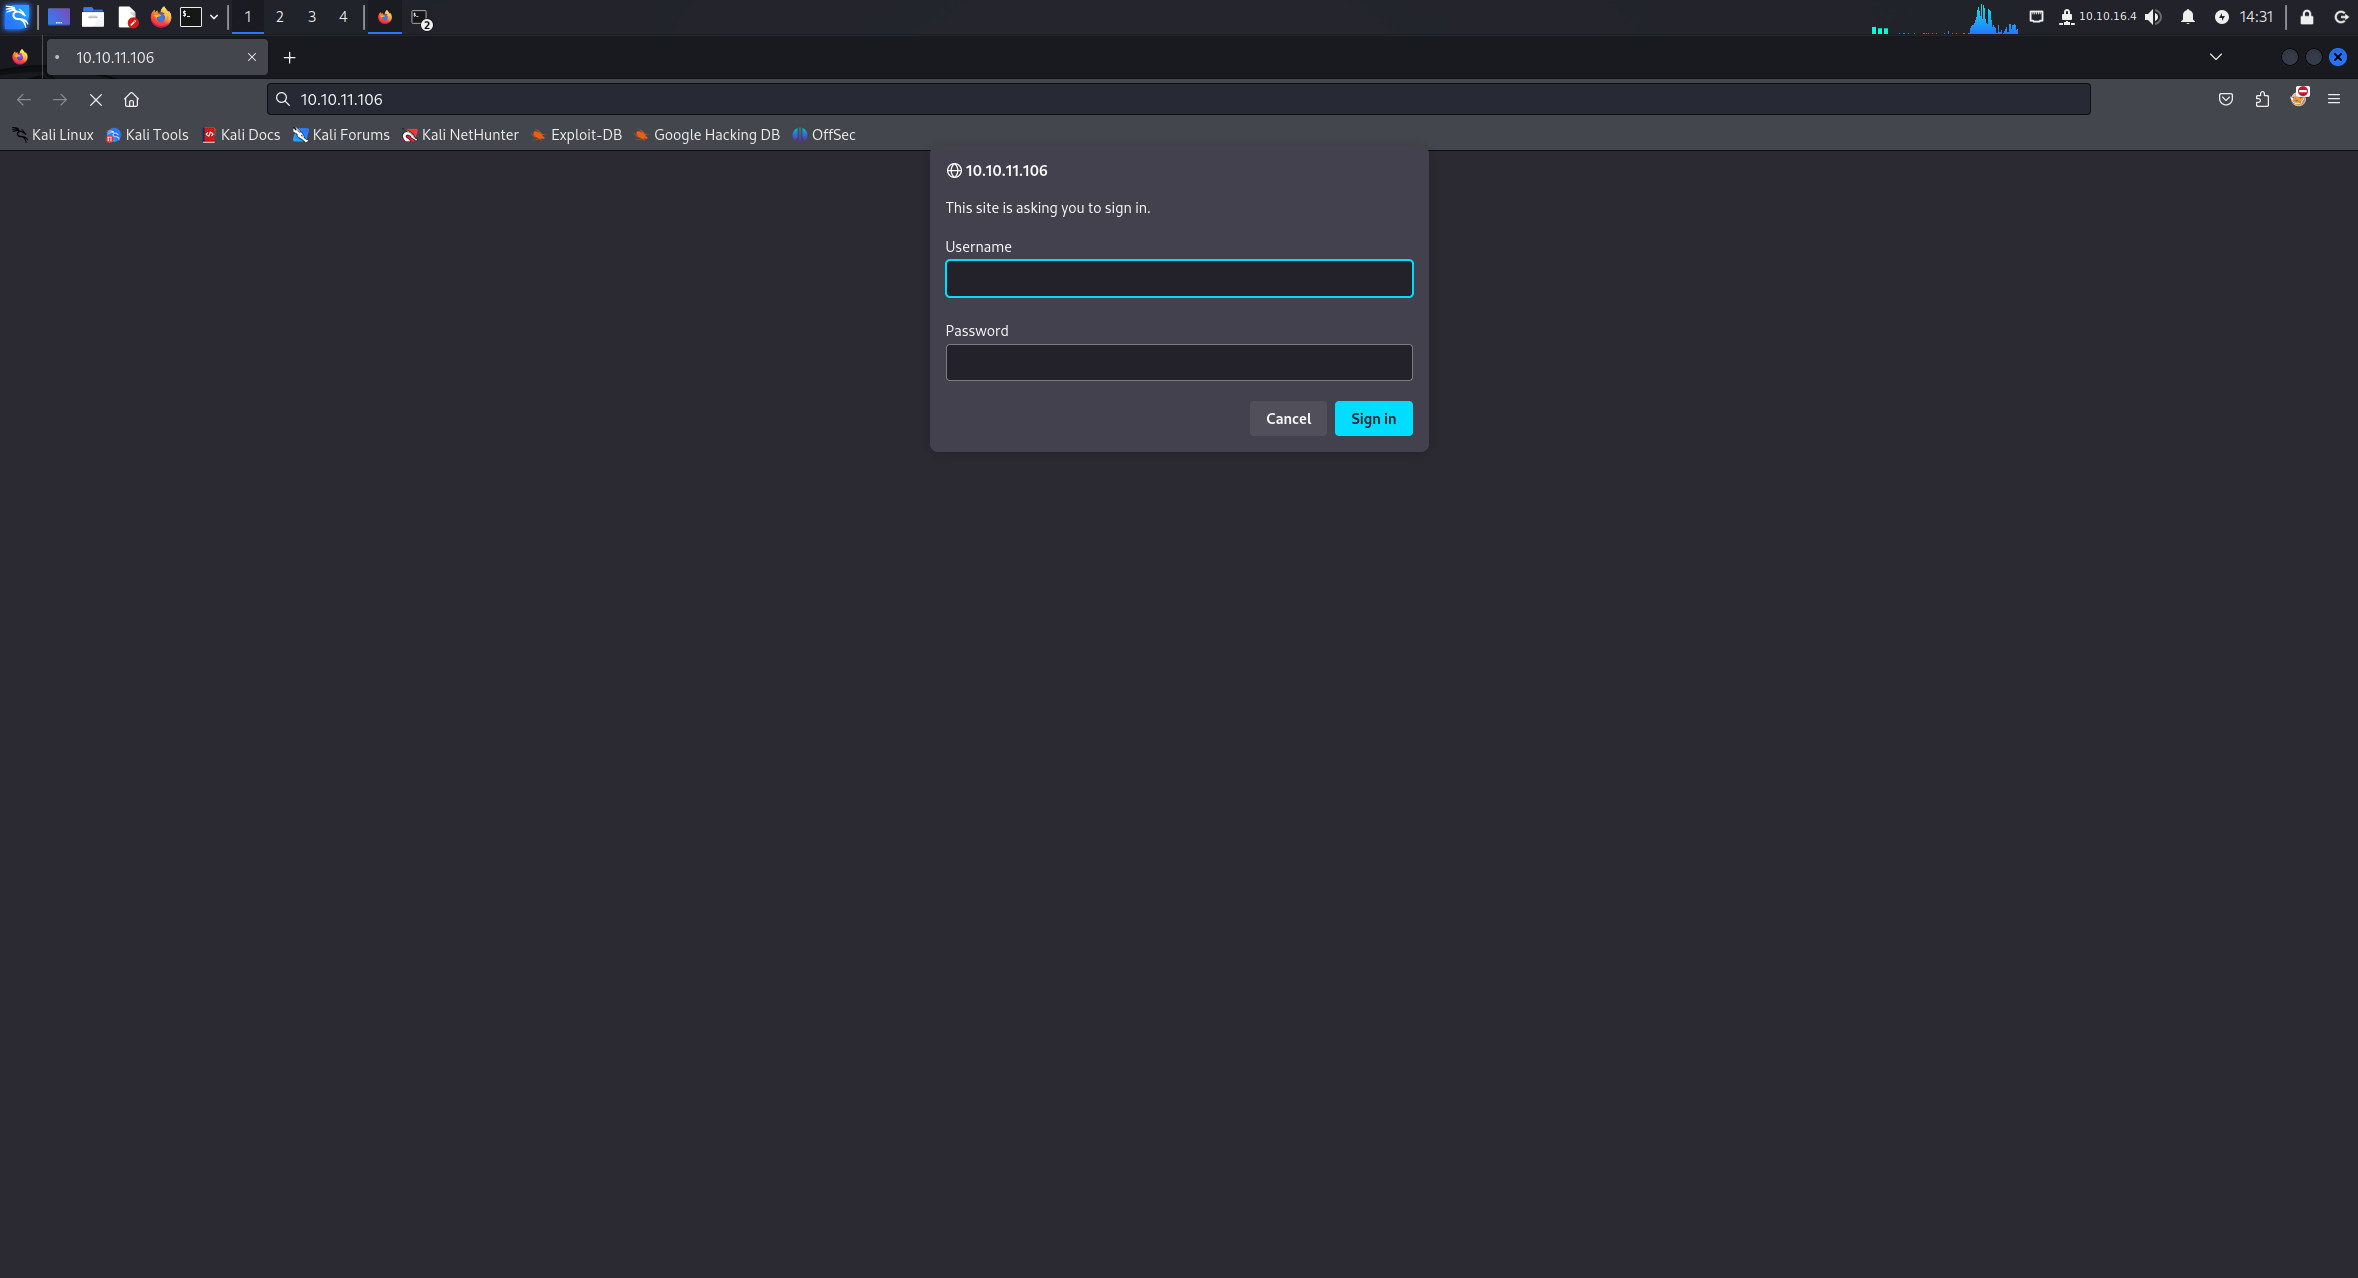 1 2 3 4 2 10.10.16.4 14:31
10.10.11.106
10.10.11.106
Kali Linux Kali Tools Kali Docs Kali Forums Kali NetHunter Exploit-DB Google Hacking DB OffSec
10.10.11.106
This site is asking you to sign in.
Username
Password
Cancel Sign in